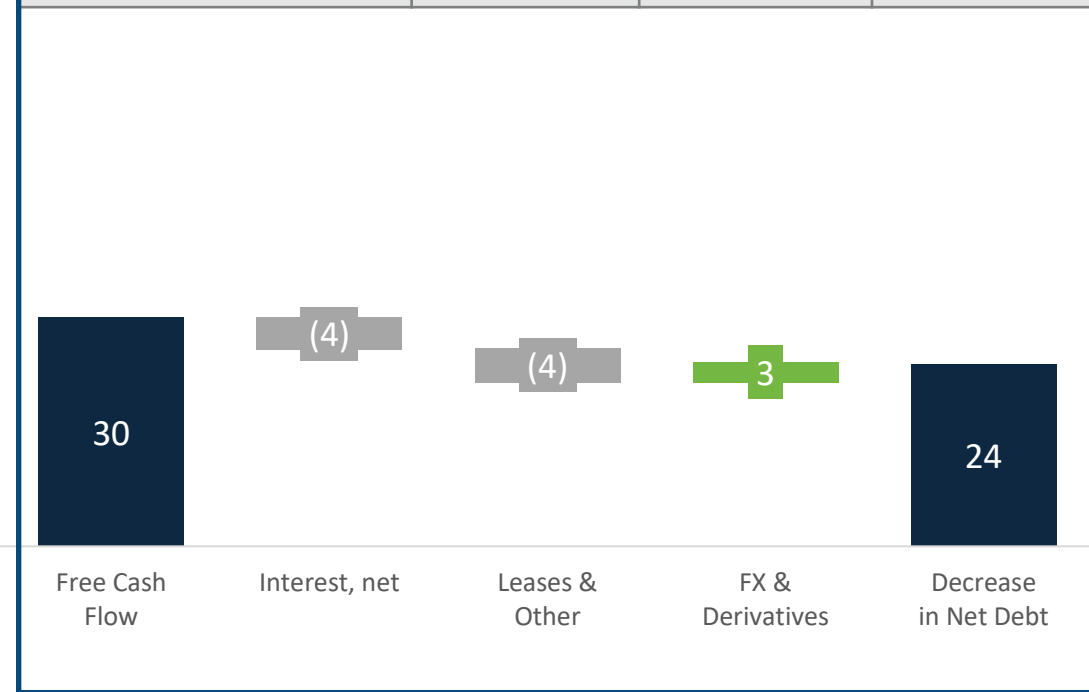 (4)
(4)
3
30
24
Free Cash
Flow
Interest, net
Leases &
Other
FX &
Derivatives
Decrease
in Net Debt